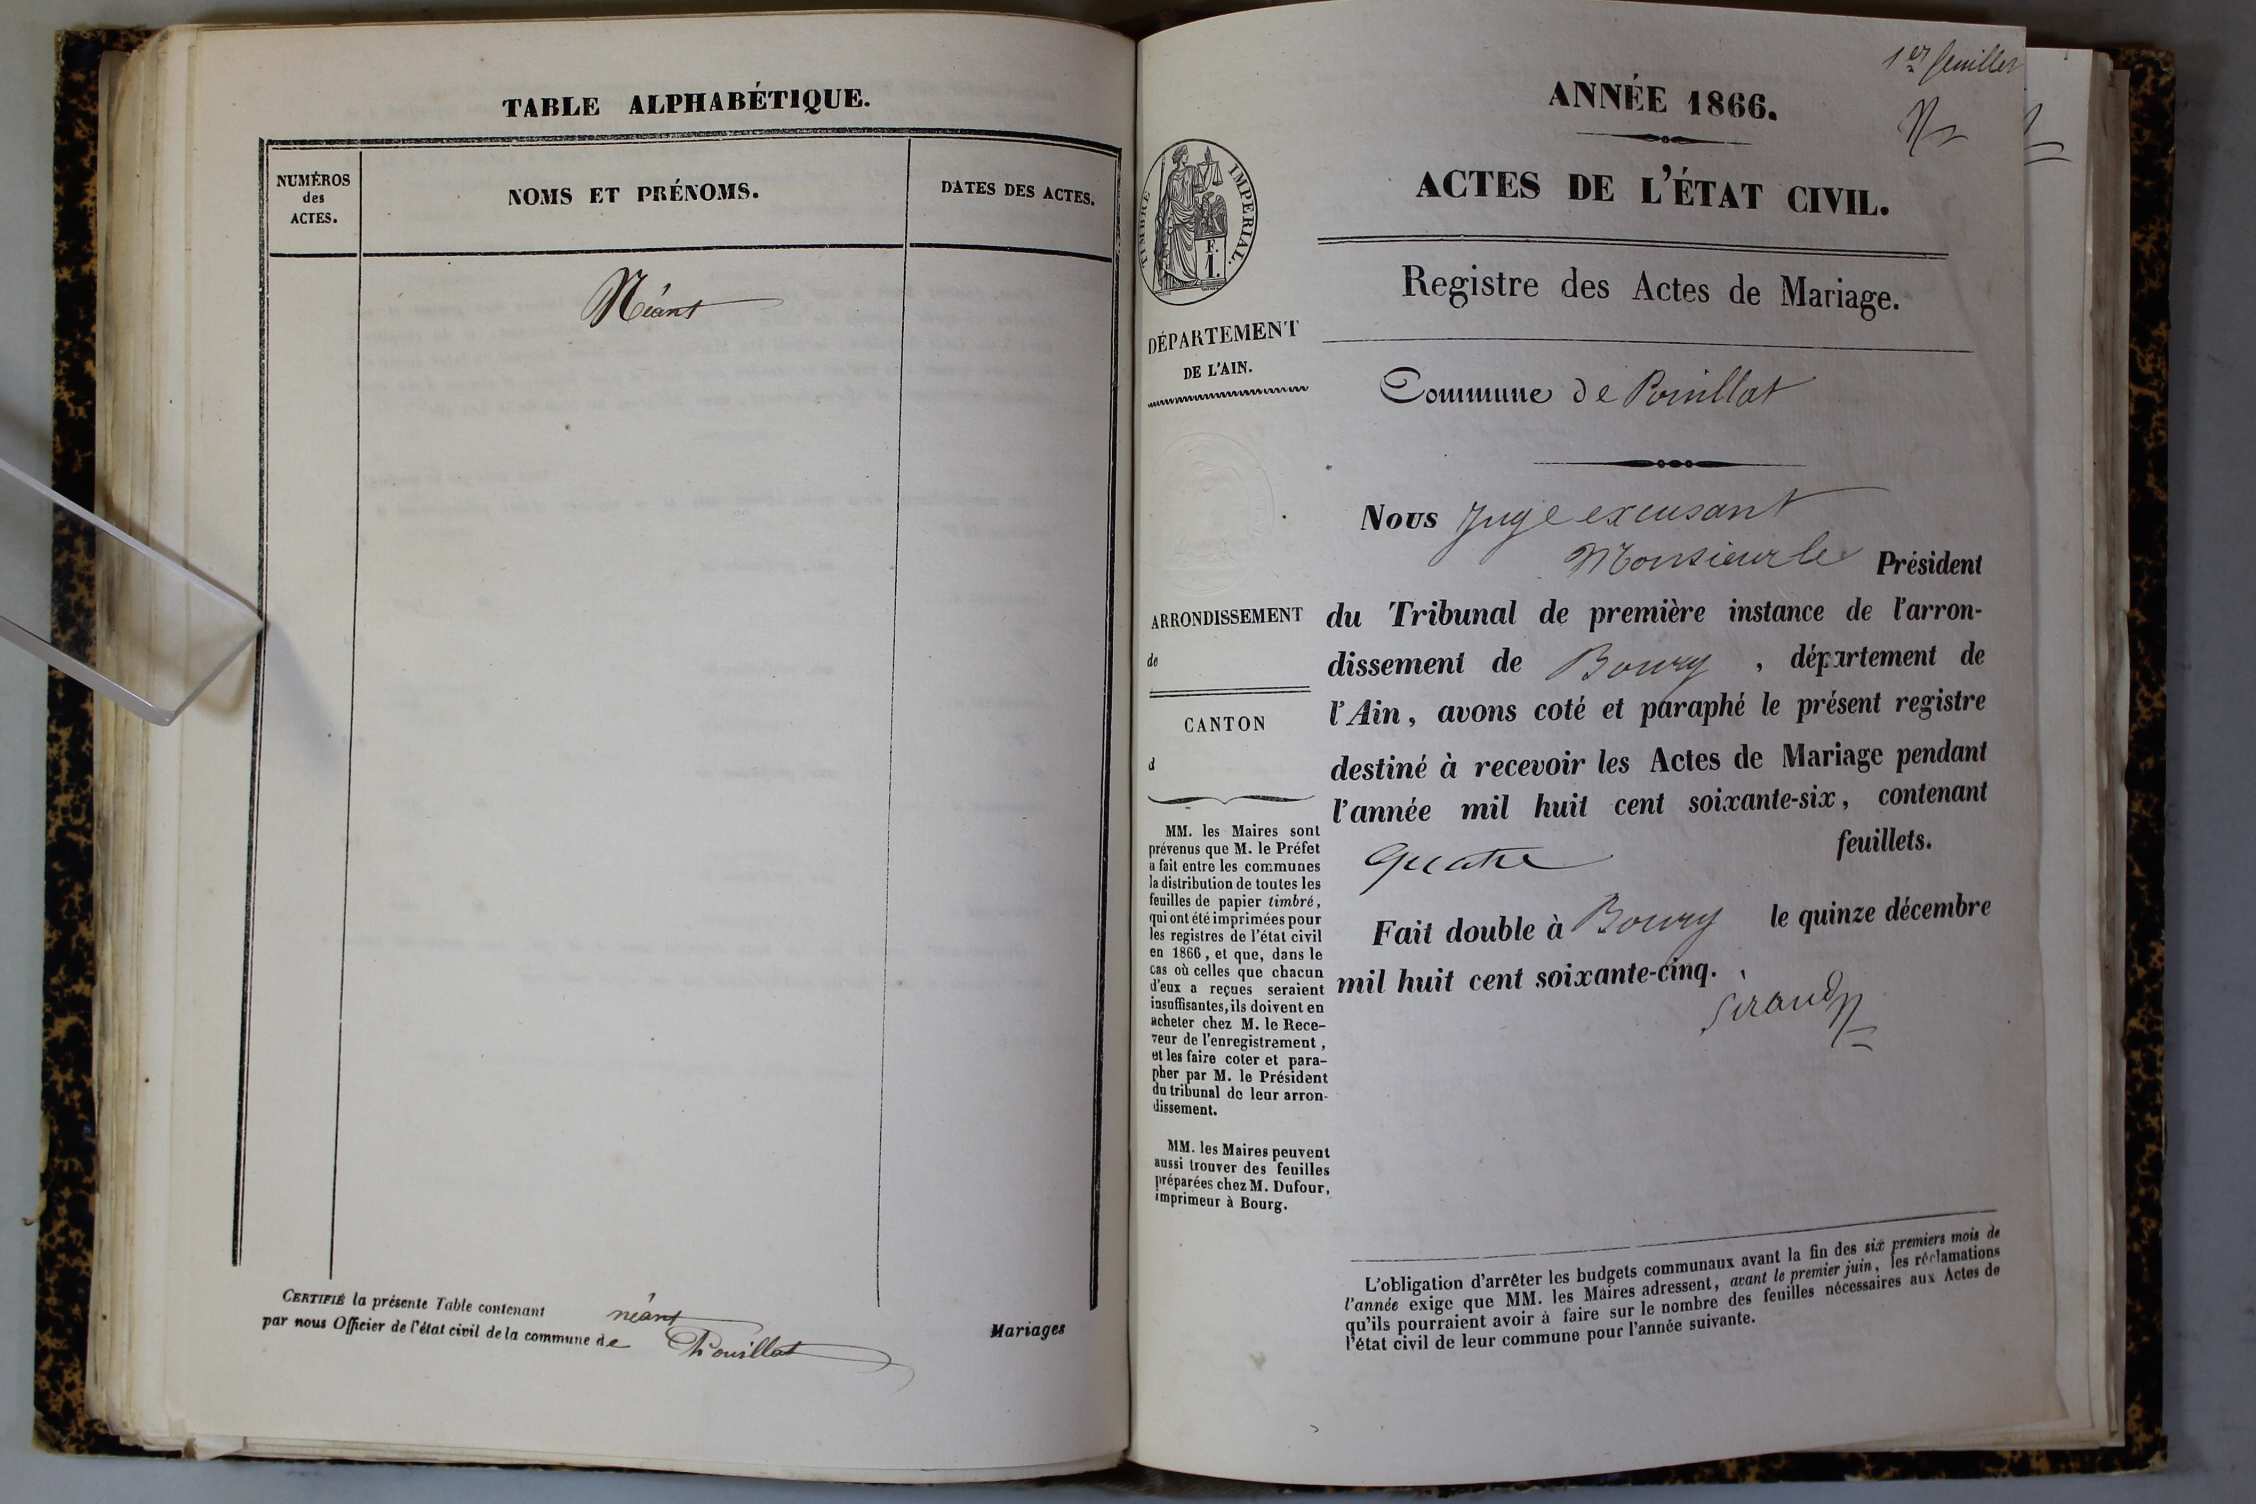 TABLE ALPHABÉTIQUE.
NUMÉROS
des
ACTES.
NOMS ET PRÉNOMS.
DATES DES ACTES.
Néant
CERTIFIÉ la présente Table contenant néant Mariages
par nous Officier de l'état civil de la commune de Pouillat
1er feuillet
ANNÉE 1866.
ACTES DE L'ÉTAT CIVIL.
Registre des Actes de Mariage.
TIMBRE IMPERIAL.
F.
1.
DÉPARTEMENT
DE L'AIN.
Commune de Pouillat
Nous Juge excusant
Monsieur le Président
du Tribunal de première instance de l'arron-
dissement de Bourg, département de
l'Ain, avons coté et paraphé le présent registre
destiné à recevoir les Actes de Mariage pendant
l'année mil huit cent soixante-six, contenant
quatre feuillets.
Fait double à Bourg le quinze décembre
mil huit cent soixante-cinq.
ARRONDISSEMENT
de
CANTON
d
MM. les Maires sont
prévenus que M. le Préfet
a fait entre les communes
la distribution de toutes les
feuilles de papier timbré,
qui ont été imprimées pour
les registres de l'état civil
en 1866, et que, dans le
cas où celles que chacun
d'eux a reçues seraient
insuffisantes, ils doivent en
acheter chez M. le Rece-
veur de l'enregistrement,
et les faire coter et para-
pher par M. le Président
du tribunal de leur arron-
dissement.
MM. les Maires peuvent
aussi trouver des feuilles
préparées chez M. Dufour,
imprimeur à Bourg.
L'obligation d'arrêter les budgets communaux avant la fin des six premiers mois de
l'année exige que MM. les Maires adressent, avant le premier juin, les réclamations
qu'ils pourraient avoir à faire sur le nombre des feuilles nécessaires aux Actes de
l'état civil de leur commune pour l'année suivante.